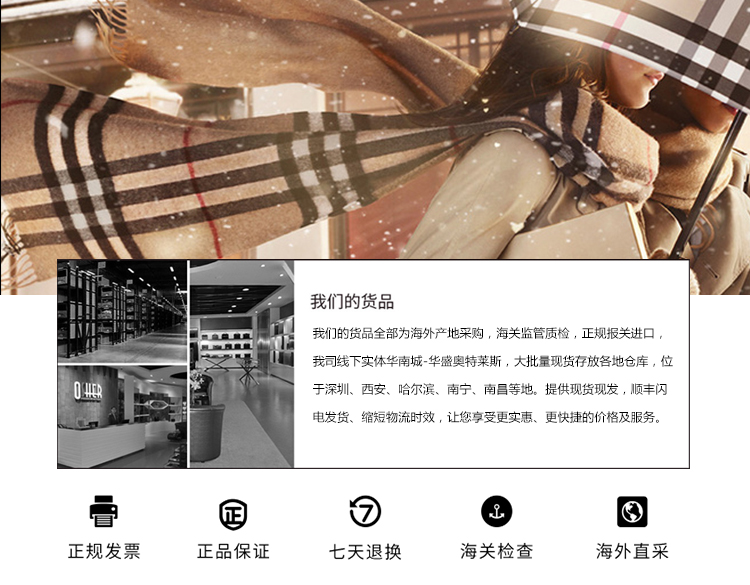 我们的货品
我们的货品全部为海外产地采购，海关监管质检，正规报关进口，
我司线下实体华南城-华盛奥特莱斯，大批量现货存放各地仓库，位
于深圳、西安、哈尔滨、南宁、南昌等地。提供现货现发，顺丰闪
电发货、缩短物流时效，让您享受更实惠、更快捷的价格及服务。
正
7
正规发票 正品保证 七天退换 海关检查 海外直采